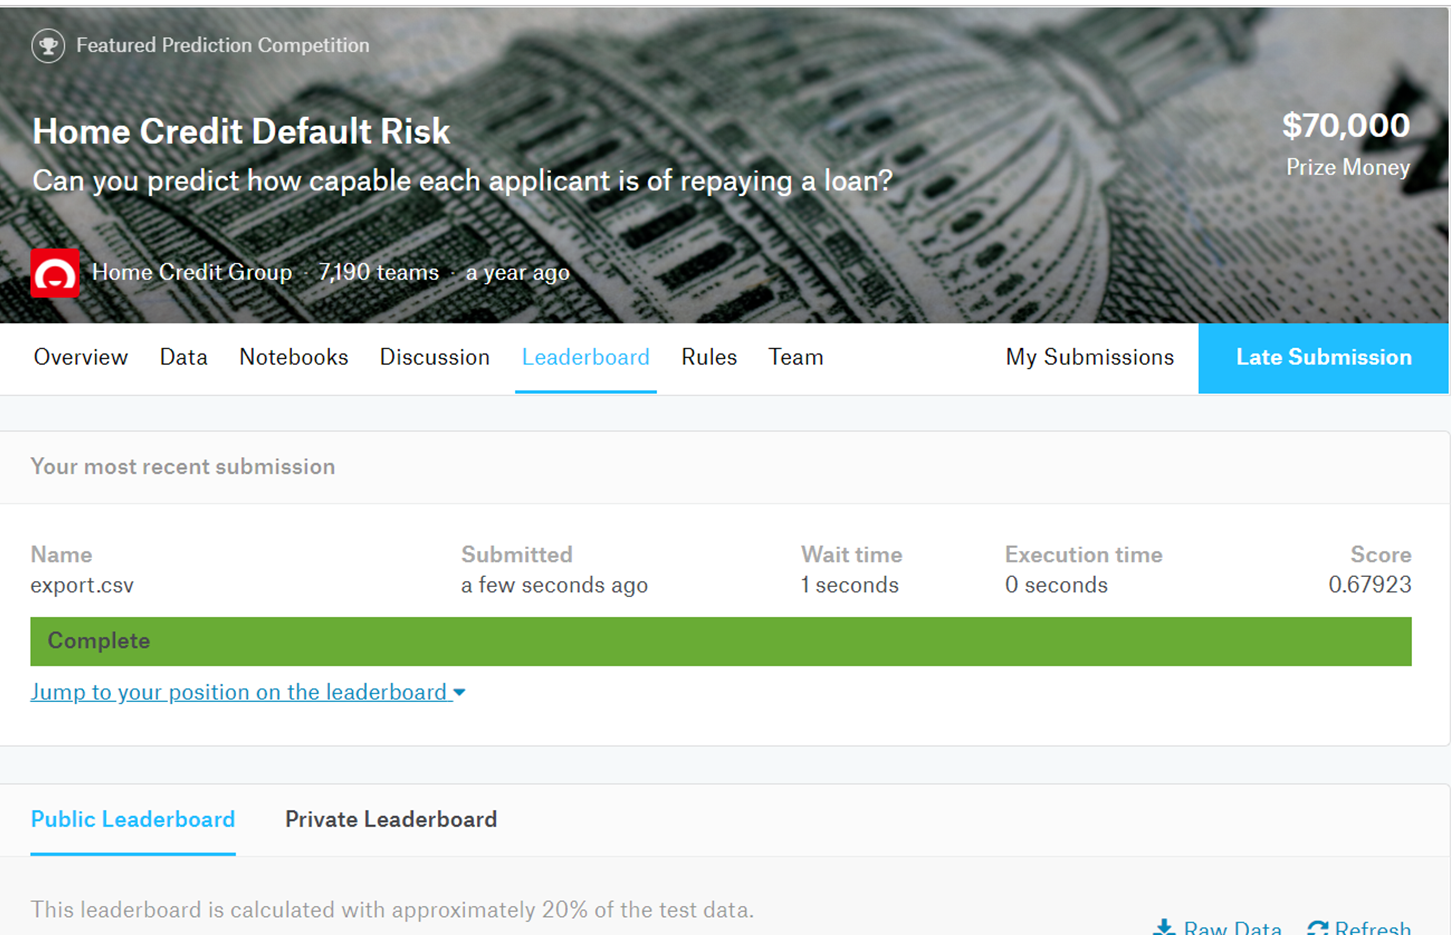 Featured Prediction Competition
Home Credit Default Risk
$70,000
Can you predict how capable each applicant is of repaying a loan?
Prize Money
Home Credit Group · 7,190 teams · a year ago
Overview Data Notebooks Discussion Leaderboard Rules Team My Submissions Late Submission
Your most recent submission
Name Submitted Wait time Execution time Score
export.csv a few seconds ago 1 seconds 0 seconds 0.67923
Complete
Jump to your position on the leaderboard
Public Leaderboard Private Leaderboard
This leaderboard is calculated with approximately 20% of the test data.
Raw Data Refresh